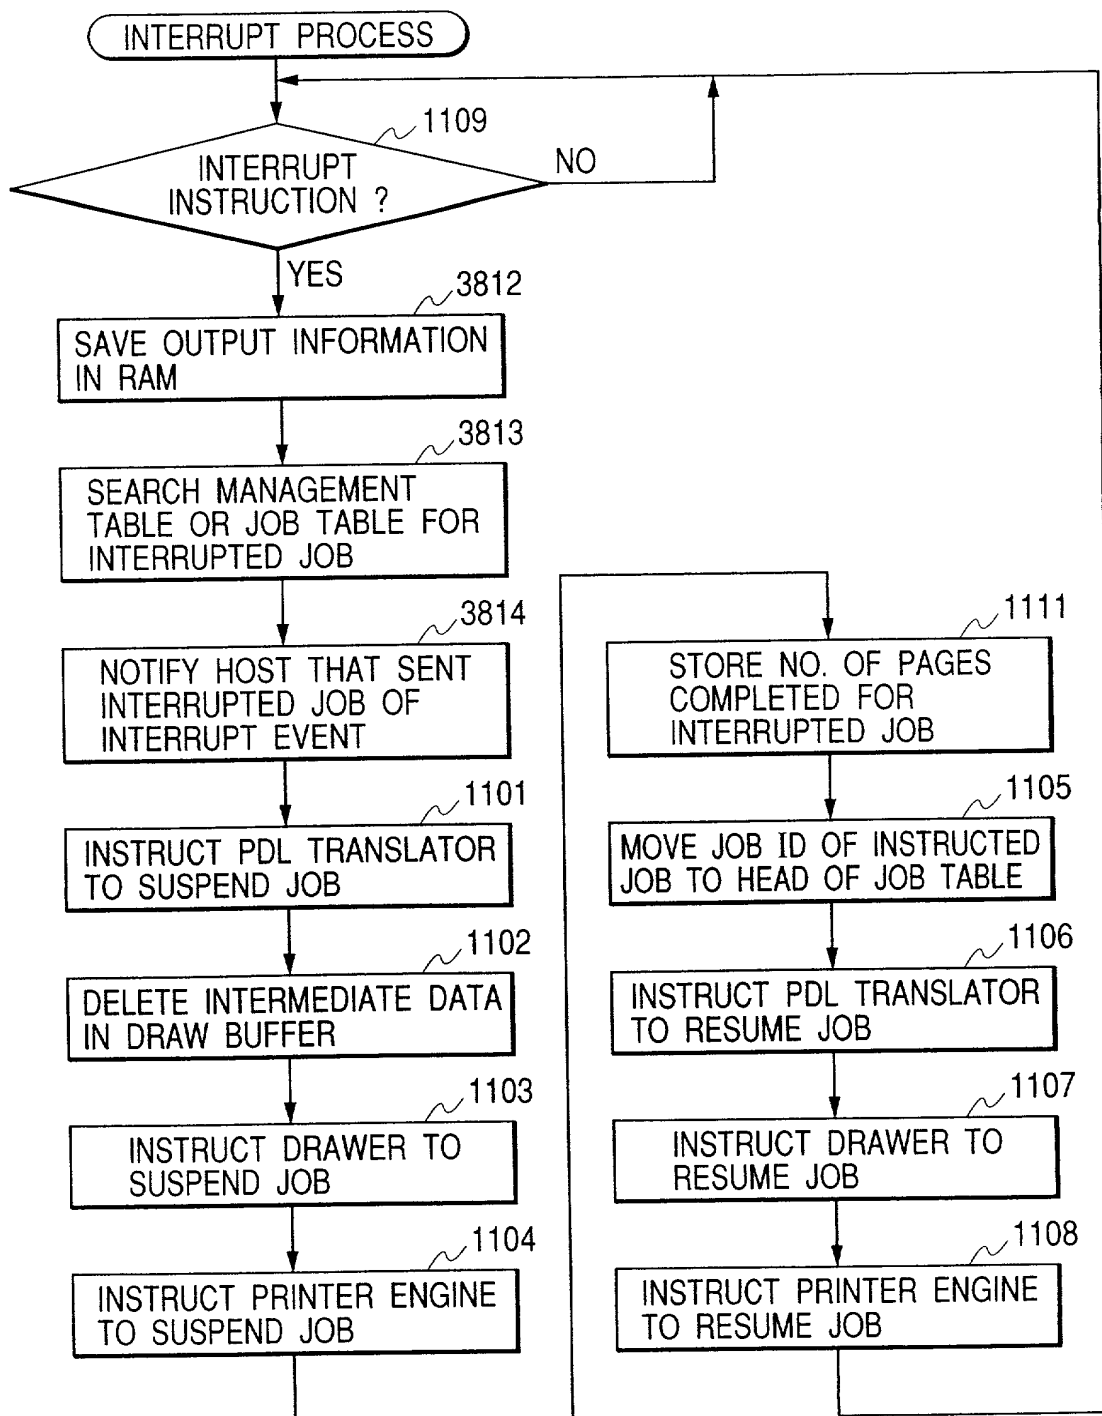 INTERRUPT PROCESS
1109
INTERRUPT
INSTRUCTION ?
NO
YES
3812
SAVE OUTPUT INFORMATION
IN RAM
3813
SEARCH MANAGEMENT
TABLE OR JOB TABLE FOR
INTERRUPTED JOB
3814
NOTIFY HOST THAT SENT
INTERRUPTED JOB OF
INTERRUPT EVENT
1101
INSTRUCT PDL TRANSLATOR
TO SUSPEND JOB
1102
DELETE INTERMEDIATE DATA
IN DRAW BUFFER
1103
INSTRUCT DRAWER TO
SUSPEND JOB
1104
INSTRUCT PRINTER ENGINE
TO SUSPEND JOB
1111
STORE NO. OF PAGES
COMPLETED FOR
INTERRUPTED JOB
1105
MOVE JOB ID OF INSTRUCTED
JOB TO HEAD OF JOB TABLE
1106
INSTRUCT PDL TRANSLATOR
TO RESUME JOB
1107
INSTRUCT DRAWER TO
RESUME JOB
1108
INSTRUCT PRINTER ENGINE
TO RESUME JOB